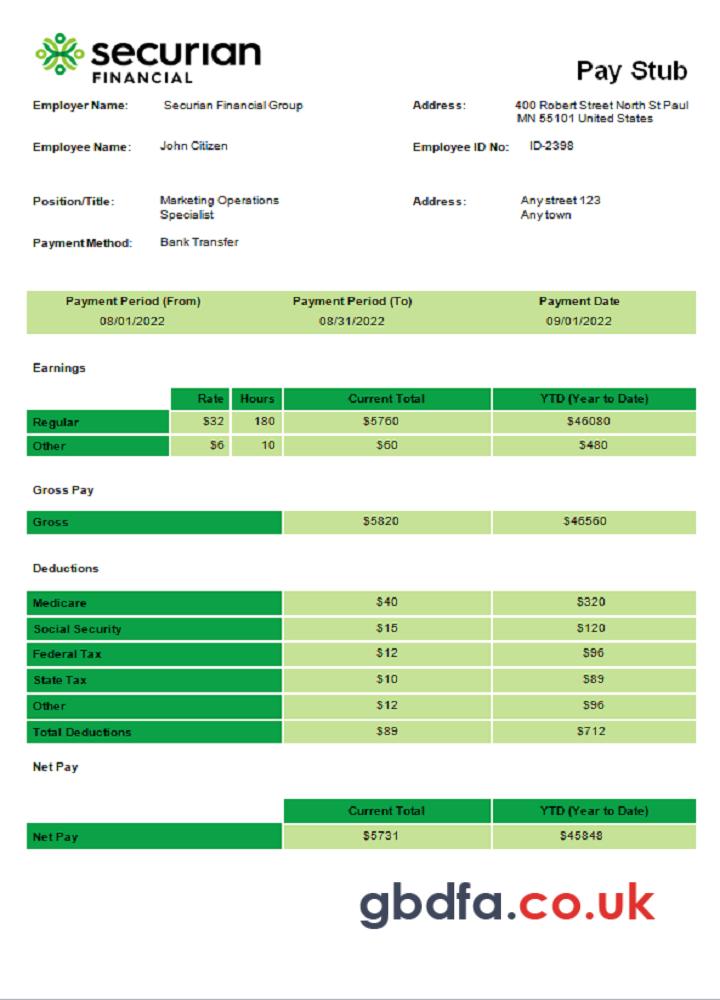 securian
FINANCIAL
Pay Stub
Employer Name: Securian Financial Group Address: 400 Robert Street North St Paul
MN 55101 United States
Employee Name: John Citizen Employee ID No: ID-2398
Position/Title: Marketing Operations Address: Any street 123
Specialist Any town
Payment Method: Bank Transfer
Payment Period (From) Payment Period (To) Payment Date
08/01/2022 08/31/2022 09/01/2022
Earnings
Rate Hours Current Total YTD (Year to Date)
Regular $32 180 $5760 $46080
Other $6 10 $60 $480
Gross Pay
Gross $5820 $46560
Deductions
Medicare $40 $320
Social Security $15 $120
Federal Tax $12 $96
State Tax $10 $89
Other $12 $96
Total Deductions $89 $712
Net Pay
Current Total YTD (Year to Date)
Net Pay $5731 $45848
gbdfa.co.uk